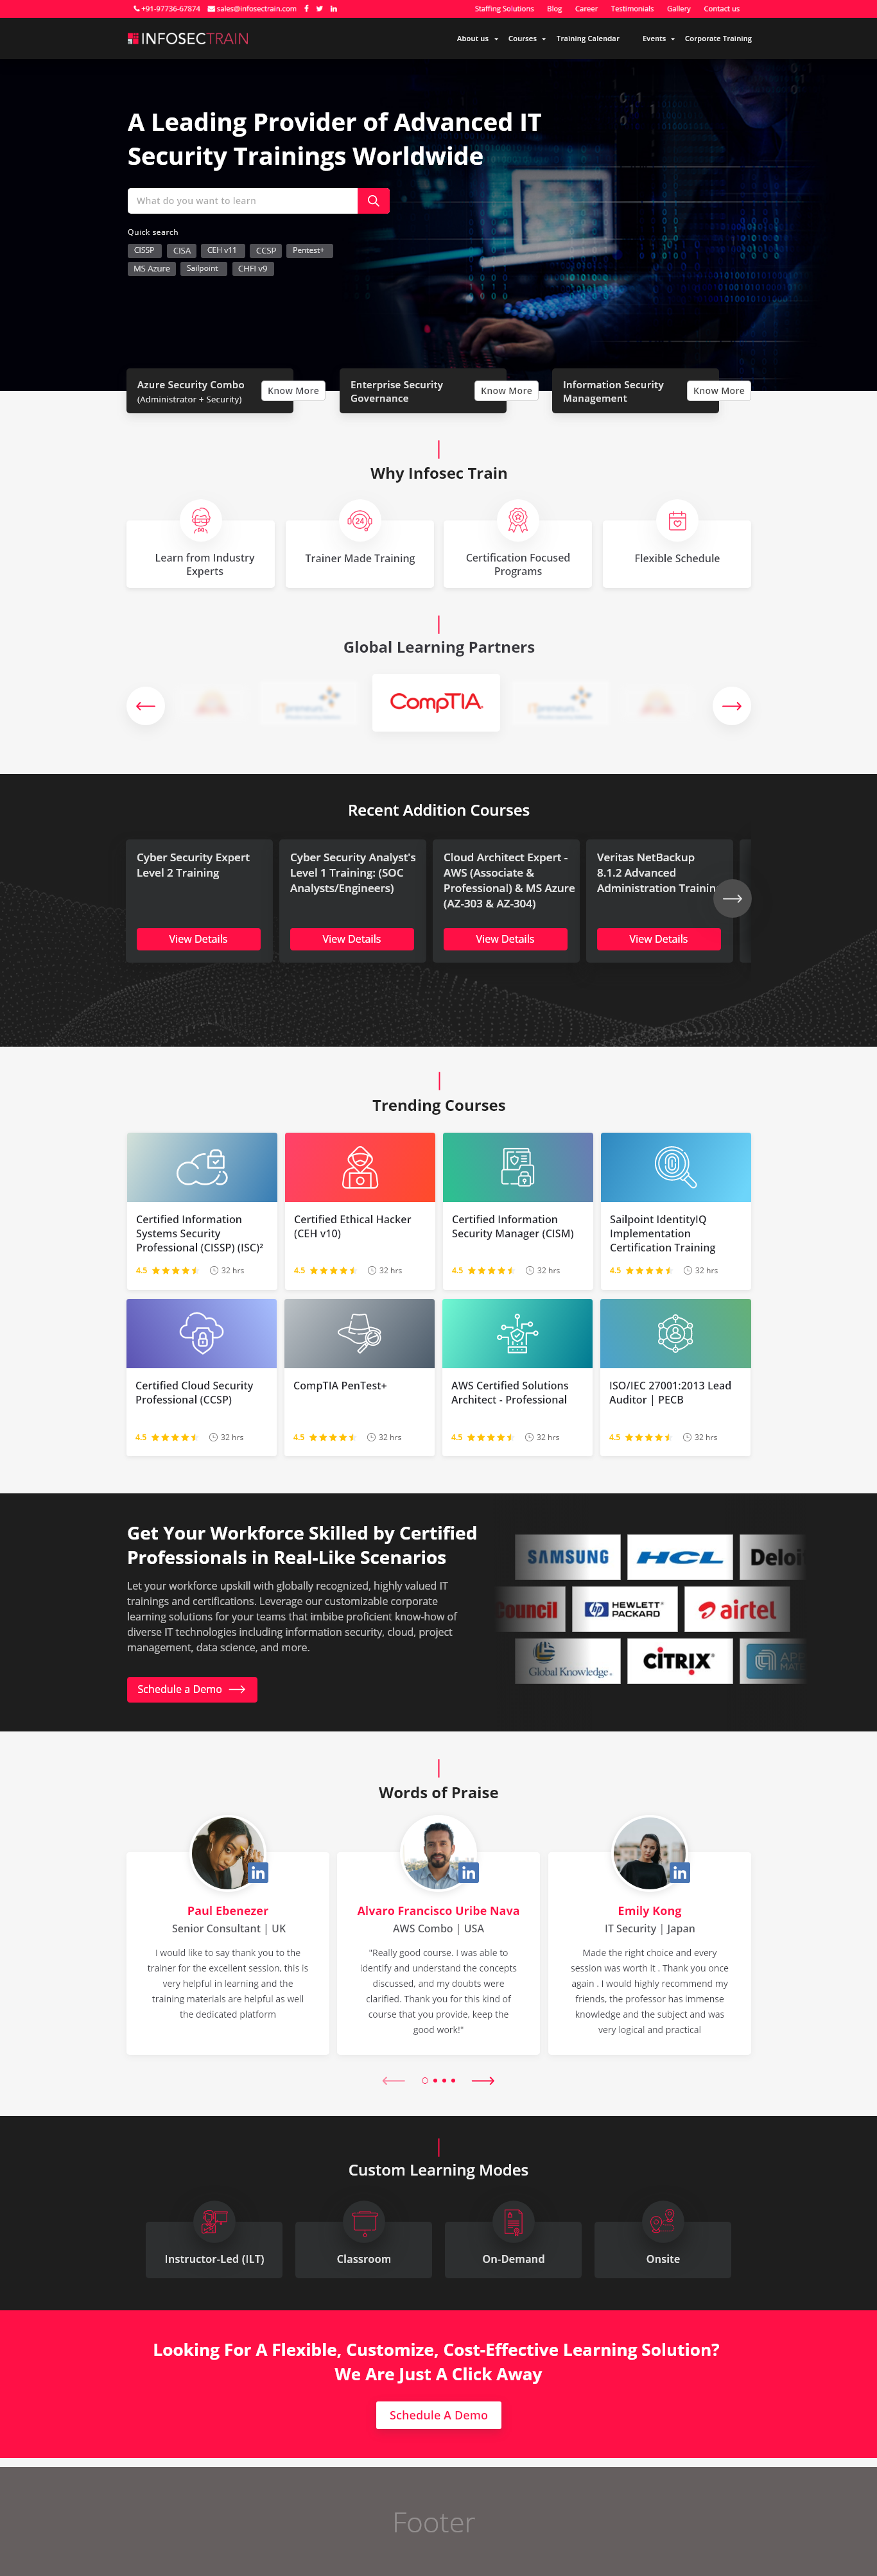 +91-97736-67874 sales@infosectrain.com
Staffing Solutions Blog Career Testimonials Gallery Contact us
INFOSECTRAIN
About us Courses Training Calendar Events Corporate Training
A Leading Provider of Advanced IT
Security Trainings Worldwide
What do you want to learn
Quick search
CISSP CISA CEH v11 CCSP Pentest+
MS Azure Sailpoint CHFI v9
Azure Security Combo
(Administrator + Security)
Know More
Enterprise Security
Governance
Know More
Information Security
Management
Know More
Why Infosec Train
Learn from Industry
Experts
24
Trainer Made Training
Certification Focused
Programs
Flexible Schedule
Global Learning Partners
CompTIA.
Recent Addition Courses
Cyber Security Expert
Level 2 Training
View Details
Cyber Security Analyst's
Level 1 Training: (SOC
Analysts/Engineers)
View Details
Cloud Architect Expert -
AWS (Associate &
Professional) & MS Azure
(AZ-303 & AZ-304)
View Details
Veritas NetBackup
8.1.2 Advanced
Administration Trainin
View Details
Trending Courses
Certified Information
Systems Security
Professional (CISSP) (ISC)²
4.5 32 hrs
Certified Ethical Hacker
(CEH v10)
4.5 32 hrs
Certified Information
Security Manager (CISM)
4.5 32 hrs
Sailpoint IdentityIQ
Implementation
Certification Training
4.5 32 hrs
Certified Cloud Security
Professional (CCSP)
4.5 32 hrs
CompTIA PenTest+
4.5 32 hrs
AWS Certified Solutions
Architect - Professional
4.5 32 hrs
ISO/IEC 27001:2013 Lead
Auditor | PECB
4.5 32 hrs
Get Your Workforce Skilled by Certified
Professionals in Real-Like Scenarios
Let your workforce upskill with globally recognized, highly valued IT
trainings and certifications. Leverage our customizable corporate
learning solutions for your teams that imbibe proficient know-how of
diverse IT technologies including information security, cloud, project
management, data science, and more.
Schedule a Demo
SAMSUNG HCL Deloi
Council hp HEWLETT® PACKARD airtel
Global Knowledge. CITRIX®
Words of Praise
in
Paul Ebenezer
Senior Consultant | UK
I would like to say thank you to the
trainer for the excellent session, this is
very helpful in learning and the
training materials are helpful as well
the dedicated platform
in
Alvaro Francisco Uribe Nava
AWS Combo | USA
"Really good course. I was able to
identify and understand the concepts
discussed, and my doubts were
clarified. Thank you for this kind of
course that you provide, keep the
good work!"
in
Emily Kong
IT Security | Japan
Made the right choice and every
session was worth it . Thank you once
again . I would highly recommend my
friends, the professor has immense
knowledge and the subject and was
very logical and practical
Custom Learning Modes
Instructor-Led (ILT)
Classroom
On-Demand
Onsite
Looking For A Flexible, Customize, Cost-Effective Learning Solution?
We Are Just A Click Away
Schedule A Demo
Footer